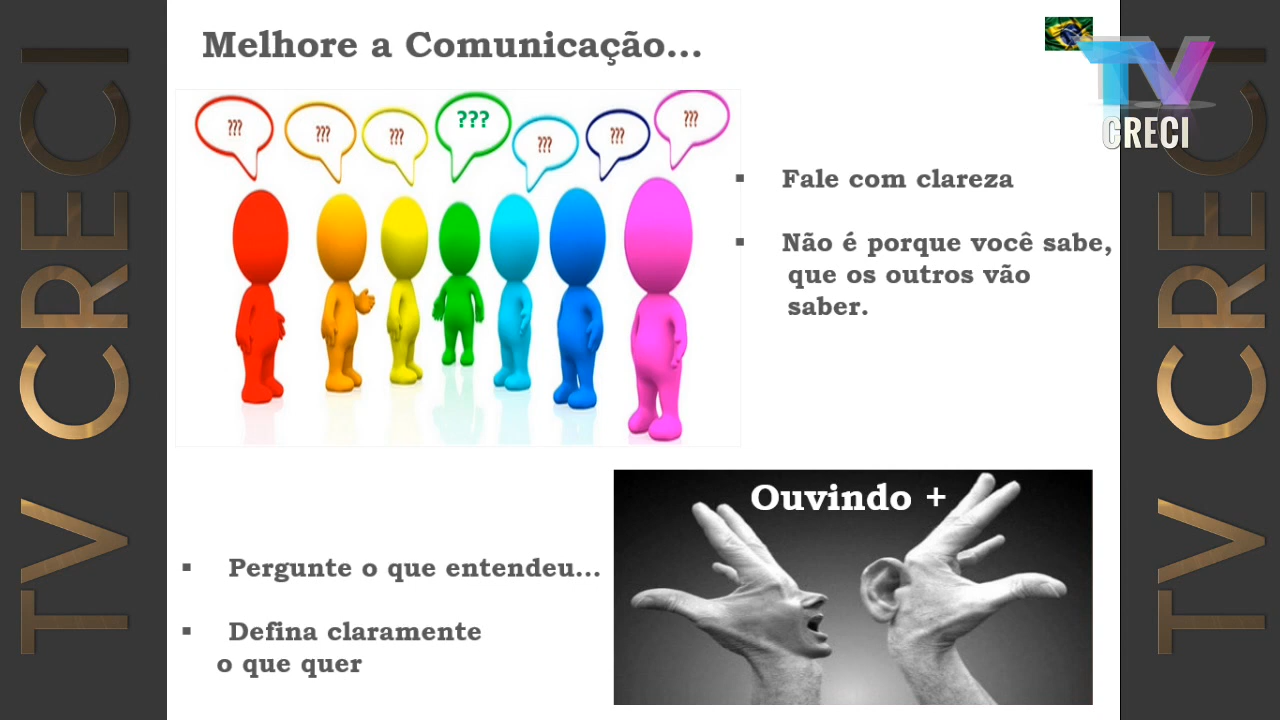 Melhore a Comunicação...
TV
CRECI
??? ??? ??? ??? ??? ??? ???
▪ Fale com clareza
▪ Não é porque você sabe,
que os outros vão
saber.
Ouvindo +
▪ Pergunte o que entendeu...
▪ Defina claramente
o que quer
TV CRECI
TV CRECI